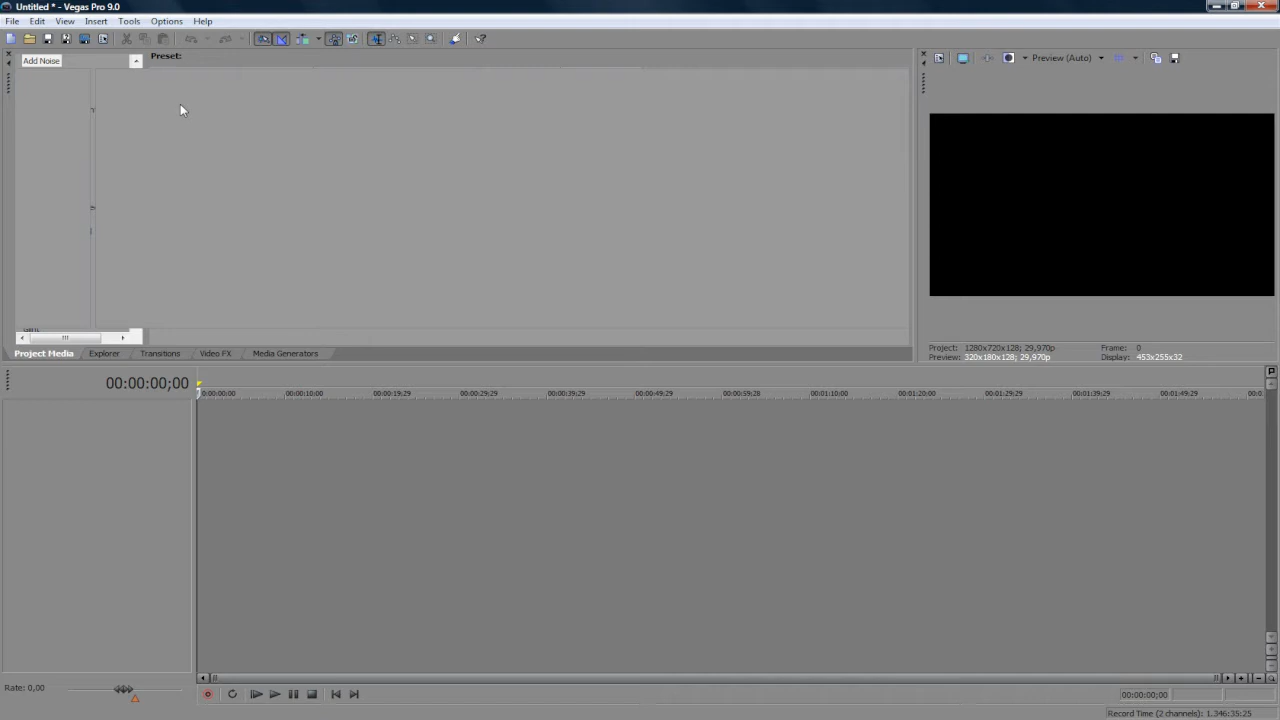 Untitled * - Vegas Pro 9.0
File Edit View Insert Tools Options Help
Add Noise
Preset:
Preview (Auto)
Project: 1280x720x128; 29,970p Frame: 0
Preview: 320x180x128; 29,970p Display: 453x255x32
Project Media Explorer Transitions Video FX Media Generators
00:00:00;00
0:00:00:00 00:00:10:00 00:00:19:29 00:00:29:29 00:00:39:29 00:00:49:29 00:00:59:28 00:01:10:00 00:01:20:00 00:01:29:29 00:01:39:29 00:01:49:29 00:0
Rate: 0,00
00:00:00;00
Record Time (2 channels): 1.346:35:25